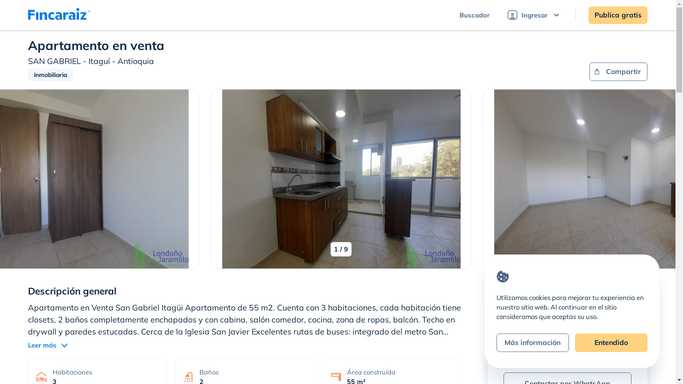 Fincaraiz
Buscador
Ingresar
Publica gratis
Apartamento en venta
SAN GABRIEL - Itaguí - Antioquia
Inmobiliaria
Compartir
Londoño
Jaramillo
1 / 9
Londoño
Jaramillo
Descripción general
Apartamento en Venta San Gabriel Itagüi Apartamento de 55 m2. Cuenta con 3 habitaciones, cada habitación tiene
closets, 2 baños completamente enchapadas y con cabina, salón comedor, cocina, zona de ropas, balcón. Techo en
drywall y paredes estucadas. Cerca de la Iglesia San Javier Excelentes rutas de buses: integrado del metro San...
Leer más
Habitaciones
3
Baños
2
Área construida
55 m²
Utilizamos cookies para mejorar tu experiencia en
nuestro sitio web. Al continuar en el sitio
consideramos que aceptas su uso.
Más información
Entendido
Contactar por WhatsApp